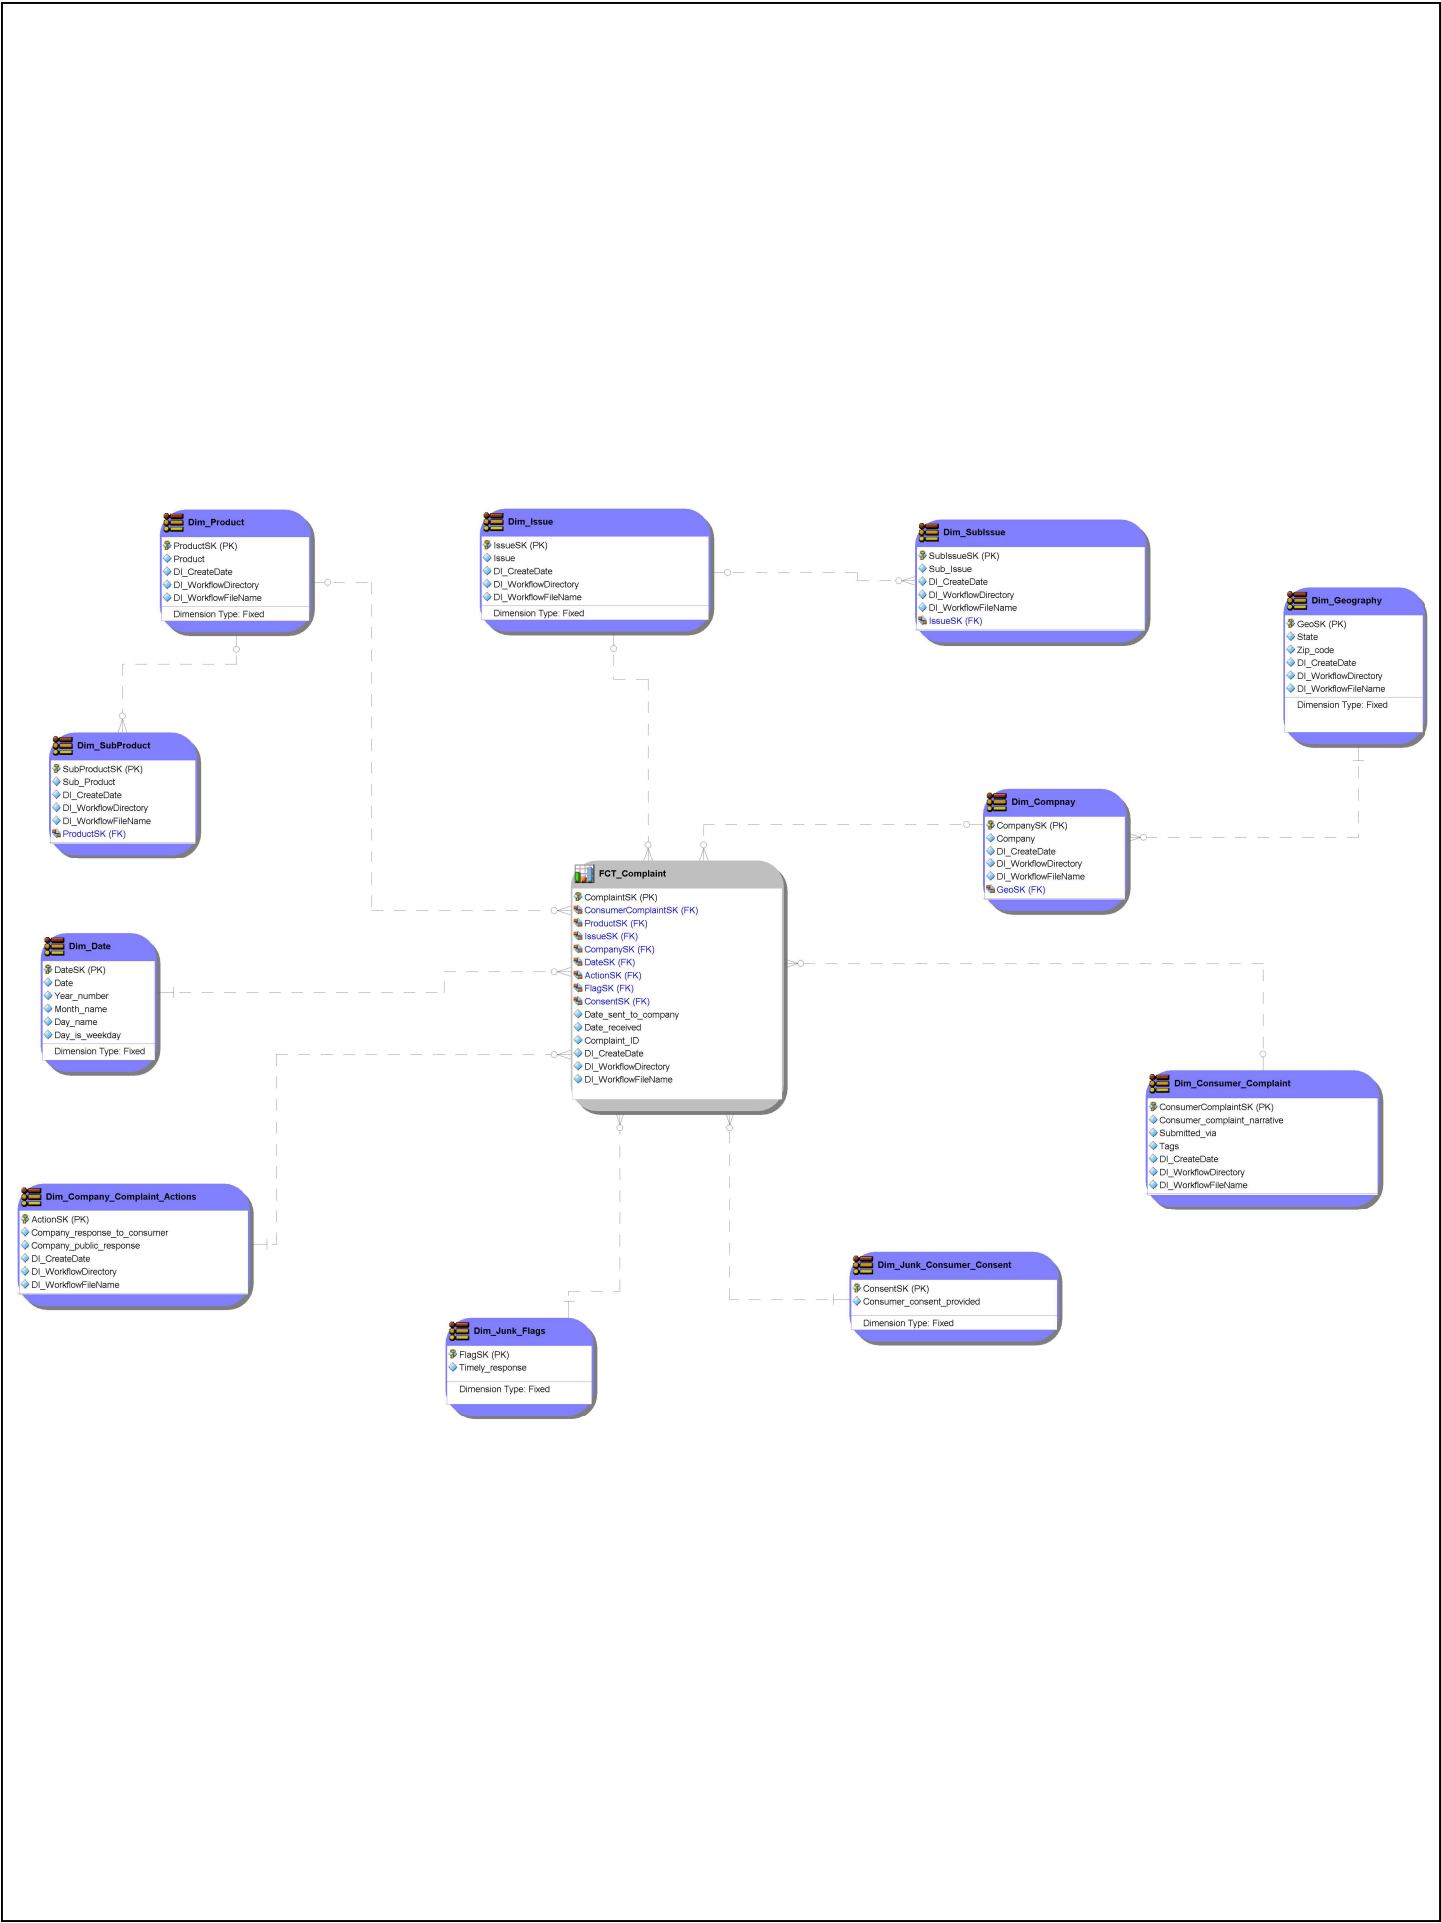 Dim_Product
ProductSK (PK)
Product
DI_CreateDate
DI_WorkflowDirectory
DI_WorkflowFileName
Dimension Type: Fixed
Dim_Issue
IssueSK (PK)
Issue
DI_CreateDate
DI_WorkflowDirectory
DI_WorkflowFileName
Dimension Type: Fixed
Dim_SubIssue
SubIssueSK (PK)
Sub_Issue
DI_CreateDate
DI_WorkflowDirectory
DI_WorkflowFileName
IssueSK (FK)
Dim_Geography
GeoSK (PK)
State
Zip_code
DI_CreateDate
DI_WorkflowDirectory
DI_WorkflowFileName
Dimension Type: Fixed
Dim_SubProduct
SubProductSK (PK)
Sub_Product
DI_CreateDate
DI_WorkflowDirectory
DI_WorkflowFileName
ProductSK (FK)
Dim_Compnay
CompanySK (PK)
Company
DI_CreateDate
DI_WorkflowDirectory
DI_WorkflowFileName
GeoSK (FK)
FCT_Complaint
ComplaintSK (PK)
ConsumerComplaintSK (FK)
ProductSK (FK)
IssueSK (FK)
CompanySK (FK)
DateSK (FK)
ActionSK (FK)
FlagSK (FK)
ConsentSK (FK)
Date_sent_to_company
Date_received
Complaint_ID
DI_CreateDate
DI_WorkflowDirectory
DI_WorkflowFileName
Dim_Date
DateSK (PK)
Date
Year_number
Month_name
Day_name
Day_is_weekday
Dimension Type: Fixed
Dim_Consumer_Complaint
ConsumerComplaintSK (PK)
Consumer_complaint_narrative
Submitted_via
Tags
DI_CreateDate
DI_WorkflowDirectory
DI_WorkflowFileName
Dim_Company_Complaint_Actions
ActionSK (PK)
Company_response_to_consumer
Company_public_response
DI_CreateDate
DI_WorkflowDirectory
DI_WorkflowFileName
Dim_Junk_Consumer_Consent
ConsentSK (PK)
Consumer_consent_provided
Dimension Type: Fixed
Dim_Junk_Flags
FlagSK (PK)
Timely_response
Dimension Type: Fixed